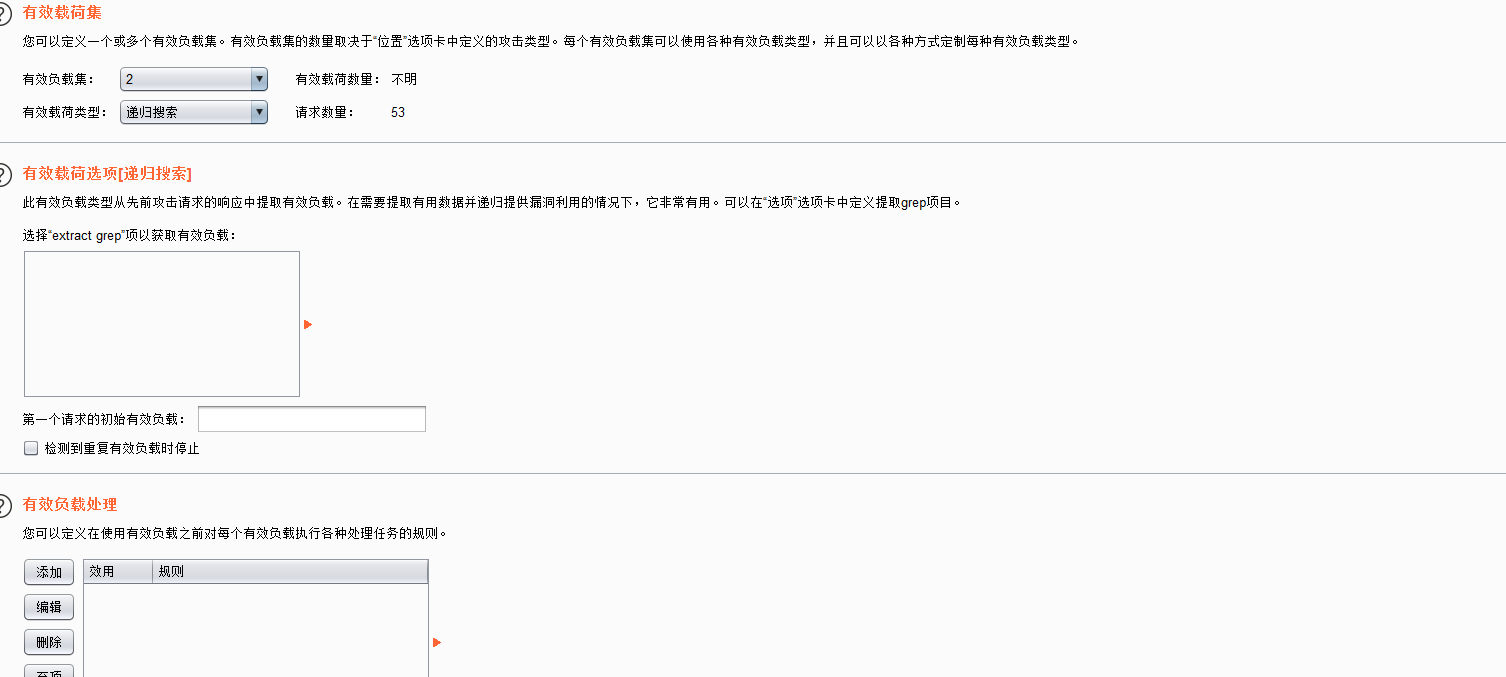 有效载荷集
您可以定义一个或多个有效负载集。有效负载集的数量取决于“位置”选项卡中定义的攻击类型。每个有效负载集可以使用各种有效负载类型，并且可以以各种方式定制每种有效负载类型。
有效负载集： 2 有效载荷数量： 不明
有效载荷类型： 递归搜索 请求数量： 53
有效载荷选项[递归搜索]
此有效负载类型从先前攻击请求的响应中提取有效负载。在需要提取有用数据并递归提供漏洞利用的情况下，它非常有用。可以在“选项”选项卡中定义提取grep项目。
选择“extract grep”项以获取有效负载：
第一个请求的初始有效负载：
检测到重复有效负载时停止
有效负载处理
您可以定义在使用有效负载之前对每个有效负载执行各种处理任务的规则。
添加 效用 规则
编辑
删除